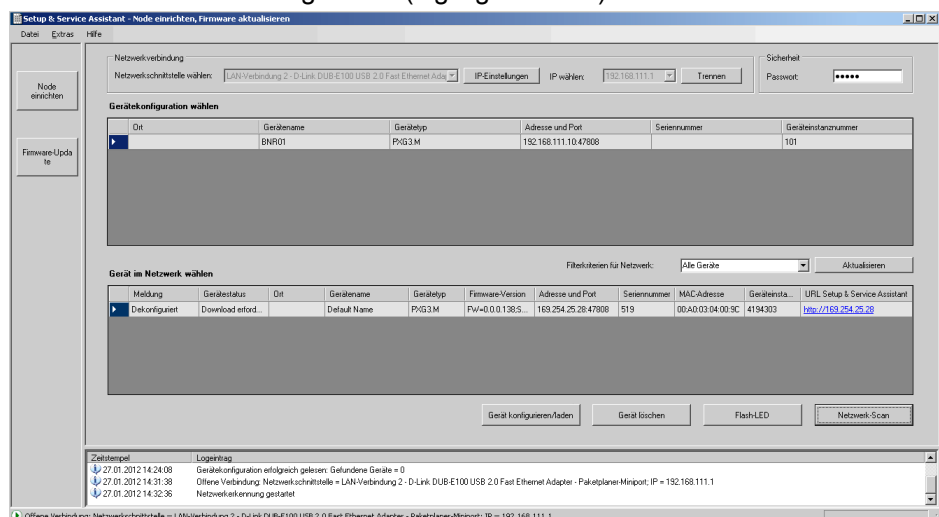 Setup & Service Assistant - Node einrichten, Firmware aktualisieren
Datei Extras Hilfe
Node einrichten
Firmware-Upda
te
Netzwerkverbindung
Netzwerkschnittstelle wählen:
LAN-Verbindung 2 - D-Link DUB-E100 USB 2.0 Fast Ethernet Ada
IP-Einstellungen
IP wählen:
192.168.111.1
Trennen
Sicherheit
Passwort:
Gerätekonfiguration wählen
Ort Gerätename Gerätetyp Adresse und Port Seriennummer Geräteinstanznummer
BNR01 PXG3.M 192.168.111.10:47808 101
Filterkriterien für Netzwerk: Alle Geräte Aktualisieren
Gerät im Netzwerk wählen
Meldung Gerätestatus Ort Gerätename Gerätetyp Firmware-Version Adresse und Port Seriennummer MAC-Adresse Geräteinsta... URL Setup & Service Assistant
Dekonfiguriert Download erford... Default Name PXG3.M FW=0.0.0.138;S... 169.254.25.28:47808 519 00:A0:03:04:00:9C 4194303 http://169.254.25.28
Gerät konfigurieren/laden Gerät löschen Flash-LED Netzwerk-Scan
Zeitstempel Logeintrag
27.01.2012 14:24:08 Gerätekonfiguration erfolgreich gelesen: Gefundene Geräte = 0
27.01.2012 14:31:38 Offene Verbindung: Netzwerkschnittstelle = LAN-Verbindung 2 - D-Link DUB-E100 USB 2.0 Fast Ethernet Adapter - Paketplaner-Miniport; IP = 192.168.111.1
27.01.2012 14:32:36 Netzwerkerkennung gestartet
Offene Verbindung: Netzwerkschnittstelle = LAN-Verbindung 2 - D-Link DUB-E100 USB 2.0 Fast Ethernet Adapter - Paketplaner-Miniport; IP = 192.168.111.1